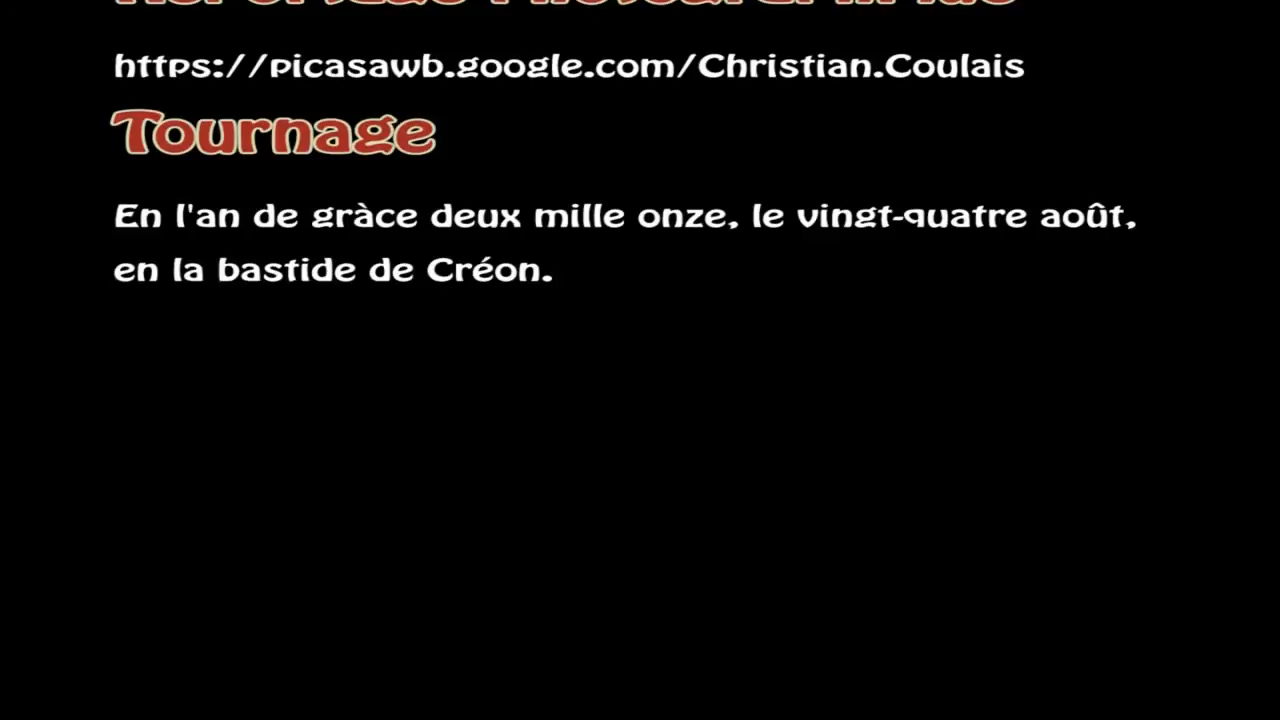 https://picasawb.google.com/Christian.Coulais
Tournage
En l'an de gràce deux mille onze, le vingt-quatre août,
en la bastide de Créon.